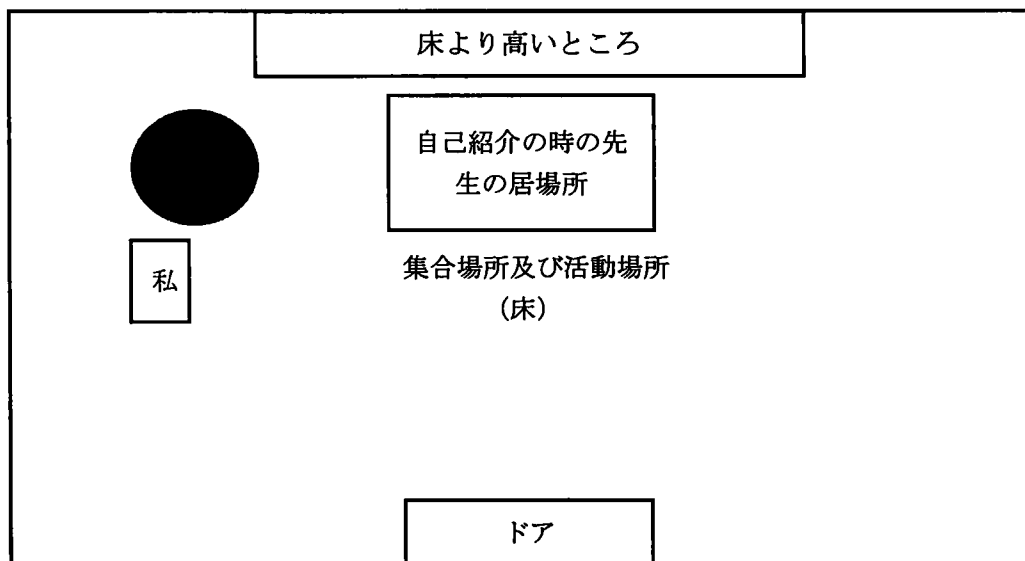 床より高いところ
自己紹介の時の先
生の居場所
私
集合場所及び活動場所
(床)
ドア